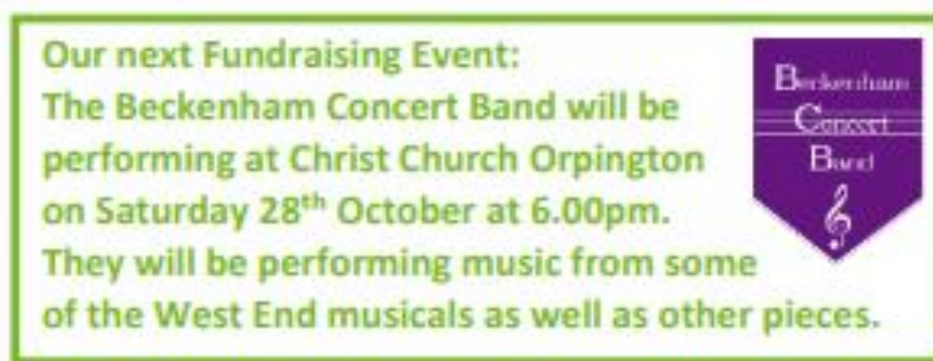 Our next Fundraising Event:
The Beckenham Concert Band will be
performing at Christ Church Orpington
on Saturday 28th October at 6.00pm.
They will be performing music from some
of the West End musicals as well as other pieces.
Beckenham
Concert
Band